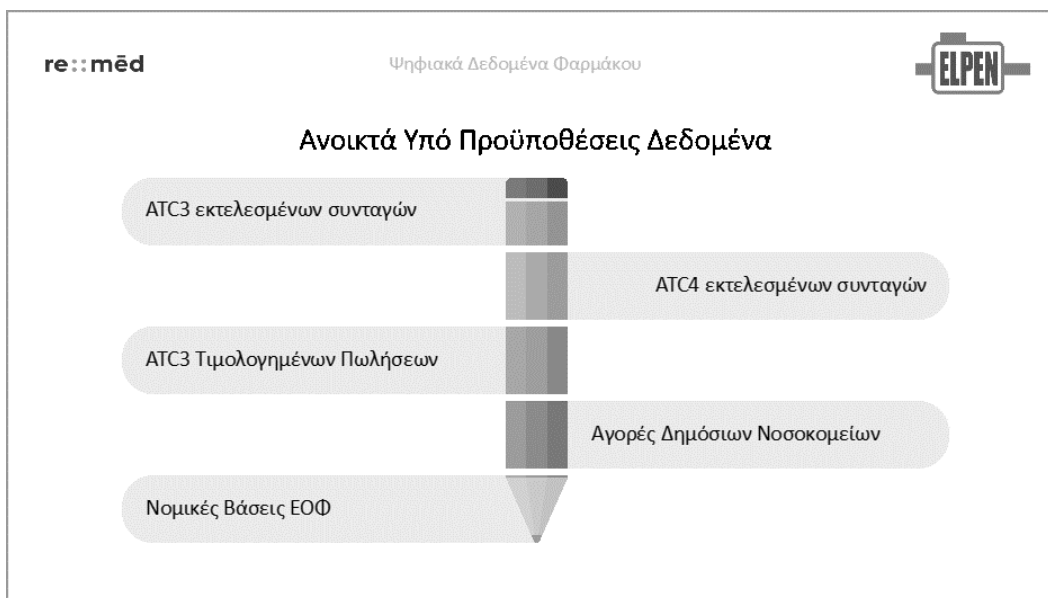 re::mēd
Ψηφιακά Δεδομένα Φαρμάκου
ELPEN
Ανοικτά Υπό Προϋποθέσεις Δεδομένα
ATC3 εκτελεσμένων συνταγών
ATC4 εκτελεσμένων συνταγών
ATC3 Τιμολογημένων Πωλήσεων
Αγορές Δημόσιων Νοσοκομείων
Νομικές Βάσεις ΕΟΦ